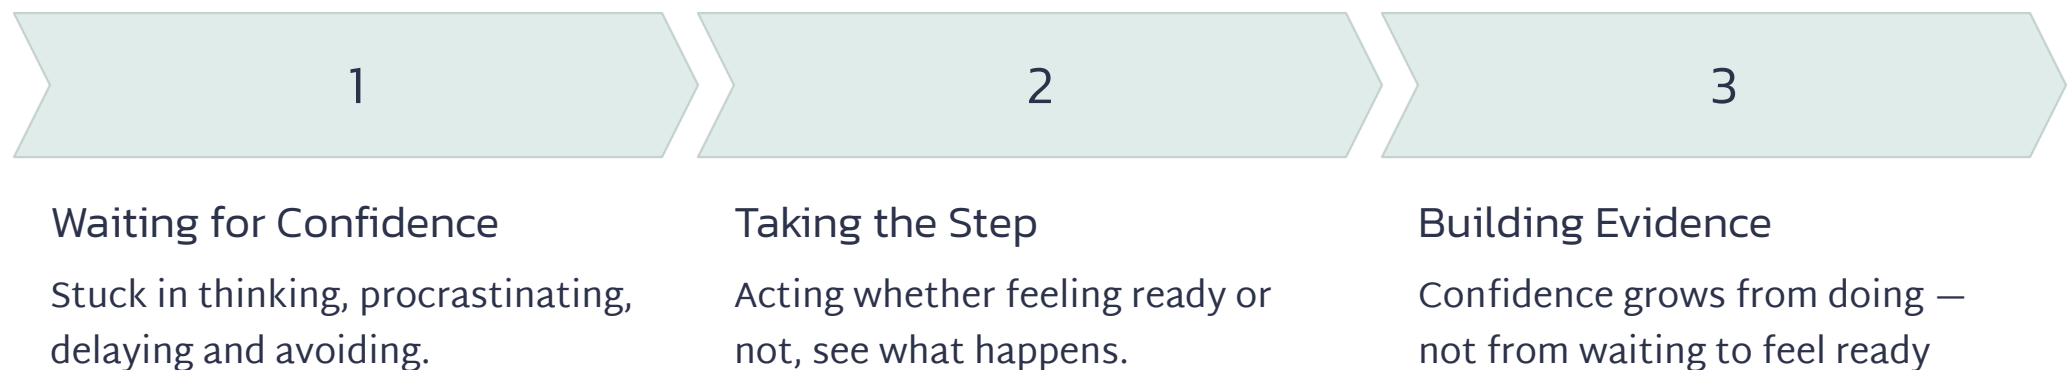 1
2
3
Waiting for Confidence
Stuck in thinking, procrastinating,
delaying and avoiding.
Taking the Step
Acting whether feeling ready or
not, see what happens.
Building Evidence
Confidence grows from doing —
not from waiting to feel ready